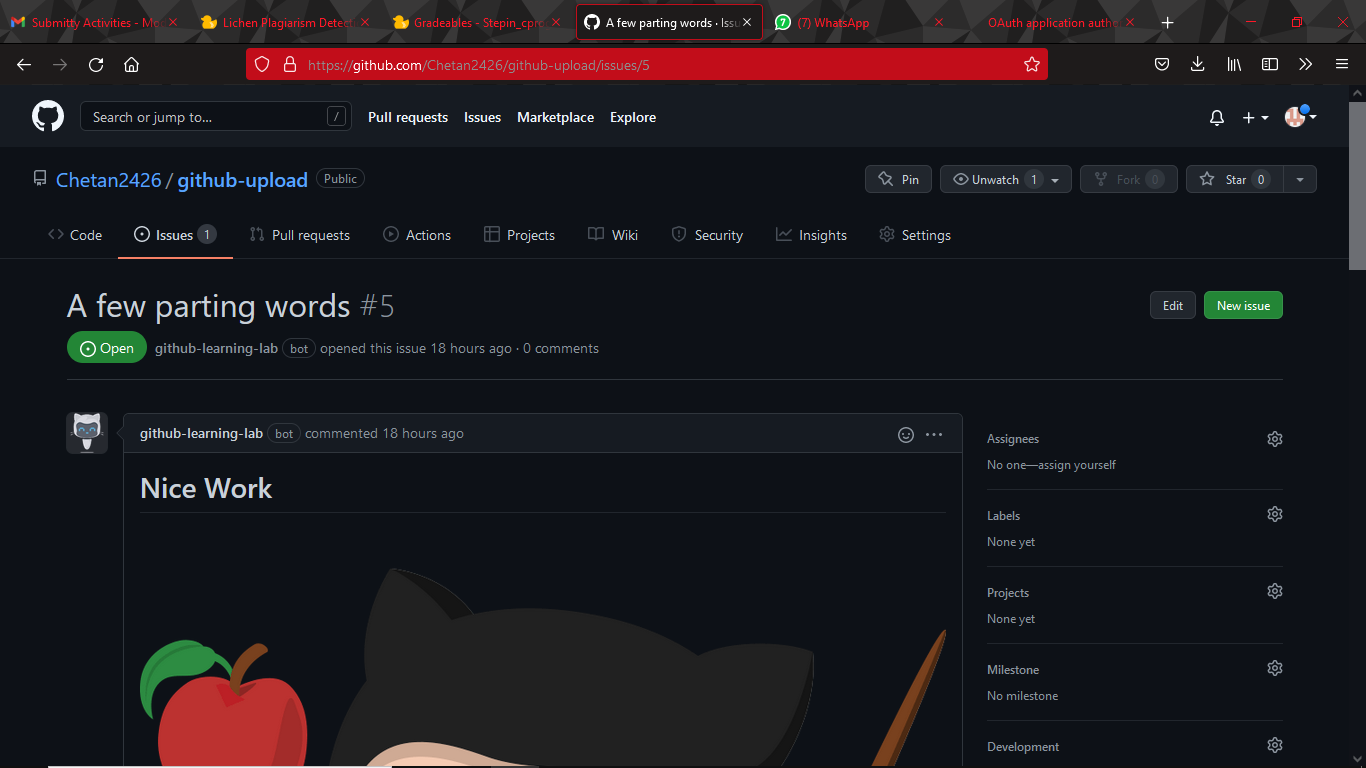 Submitty Activities - Mo
Lichen Plagiarism Detect
Gradeables - Stepin_cpro
A few parting words · Issu
(7) WhatsApp
OAuth application authe
https://github.com/Chetan2426/github-upload/issues/5
Search or jump to...
/
Pull requests
Issues
Marketplace
Explore
Chetan2426 / github-upload
Public
Pin
Unwatch 1
Fork 0
Star 0
Code
Issues 1
Pull requests
Actions
Projects
Wiki
Security
Insights
Settings
A few parting words #5
Edit
New issue
Open
github-learning-lab bot opened this issue 18 hours ago · 0 comments
github-learning-lab bot commented 18 hours ago
Nice Work
Assignees
No one—assign yourself
Labels
None yet
Projects
None yet
Milestone
No milestone
Development